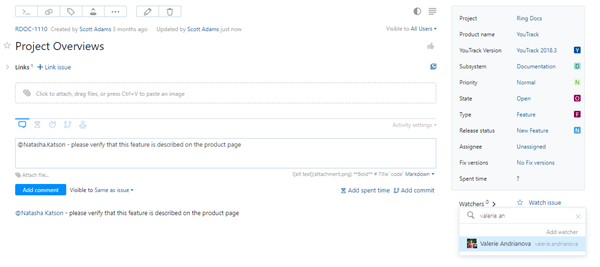 RDOC-1110 Created by Scott Adams 3 months ago Updated by Scott Adams just now Visible to All Users
Project Overviews
Links 1 + Link issue
Click to attach, drag files, or press Ctrl+V to paste an image
Activity settings
@Natasha.Katson - please verify that this feature is described on the product page
Attach file...
![alt text](attachment.png) **Bold** # Title `code` Markdown
Add comment Visible to Same as issue Add spent time Add commit
@Natasha Katson - please verify that this feature is described on the product page
Project Ring Docs
Product name YouTrack
YouTrack Version YouTrack 2018.3 Y
Subsystem Documentation D
Priority Normal N
State Open O
Type Feature F
Release status New Feature N
Assignee Unassigned
Fix versions No Fix versions
Spent time ?
Watchers 0 Watch issue
valeria an
Add watcher
Valerie Andrianova valerie.andrianova